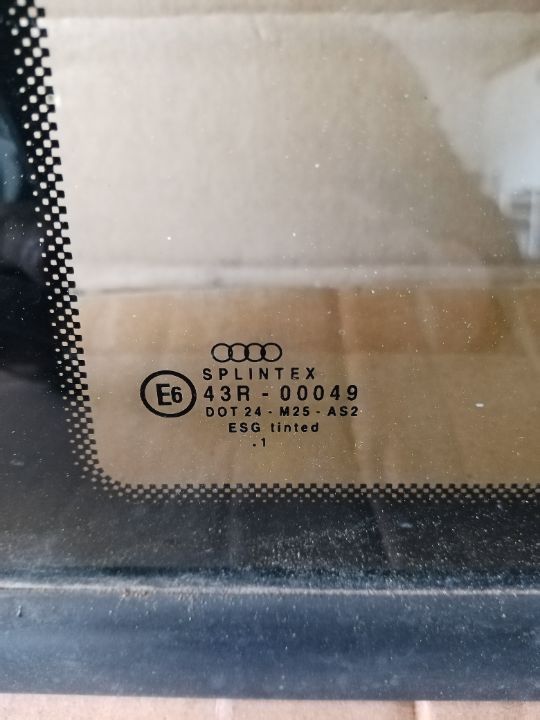 SPLINTEX
E6 43R - 00049
DOT 24 - M25 - AS2
ESG tinted
.1